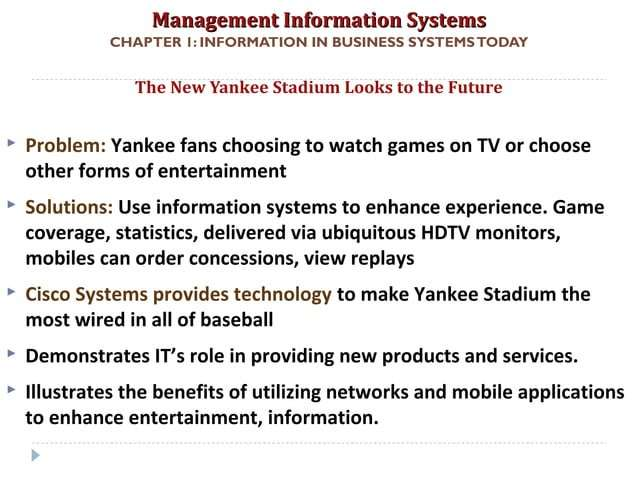 Management Information Systems
CHAPTER 1: INFORMATION IN BUSINESS SYSTEMS TODAY
The New Yankee Stadium Looks to the Future
Problem: Yankee fans choosing to watch games on TV or choose
other forms of entertainment
Solutions: Use information systems to enhance experience. Game
coverage, statistics, delivered via ubiquitous HDTV monitors,
mobiles can order concessions, view replays
Cisco Systems provides technology to make Yankee Stadium the
most wired in all of baseball
Demonstrates IT’s role in providing new products and services.
Illustrates the benefits of utilizing networks and mobile applications
to enhance entertainment, information.